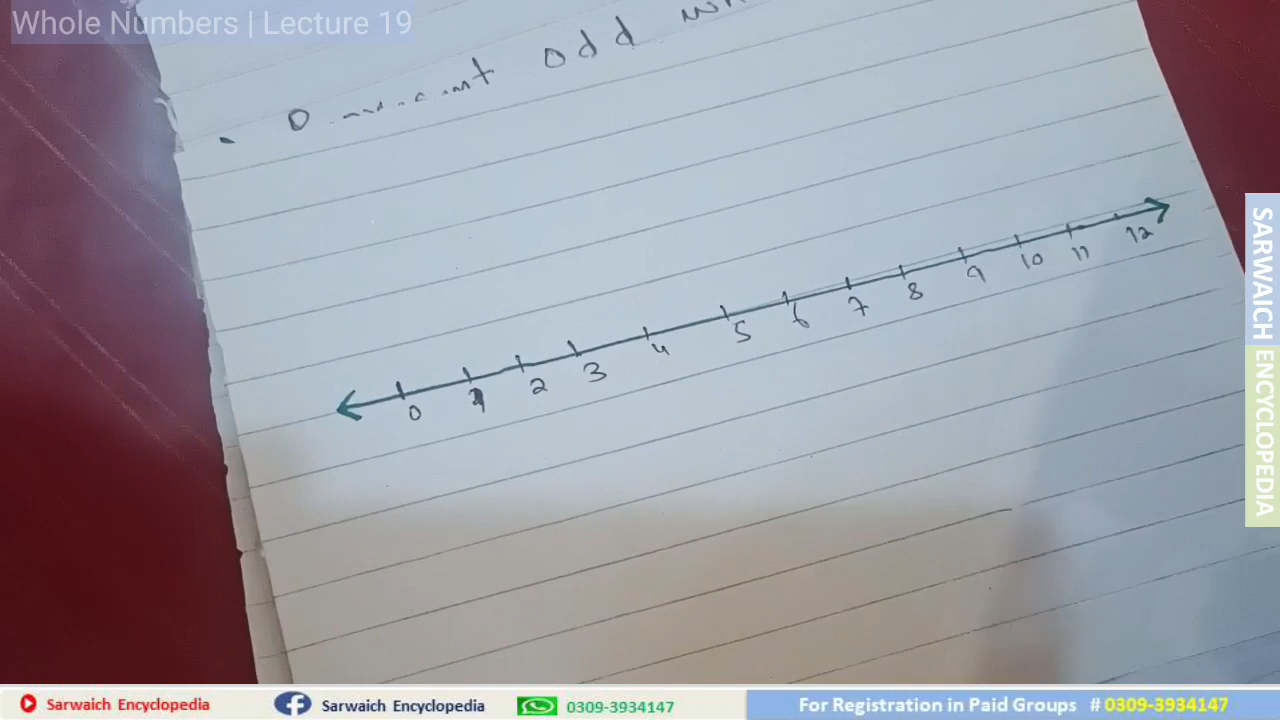 Whole Numbers | Lecture 19
odd
0 1 2 3 4 5 6 7 8 9 10 11 12
SARWAICH ENCYCLOPEDIA
Sarwaich Encyclopedia
Sarwaich Encyclopedia
0309-3934147
For Registration in Paid Groups # 0309-3934147